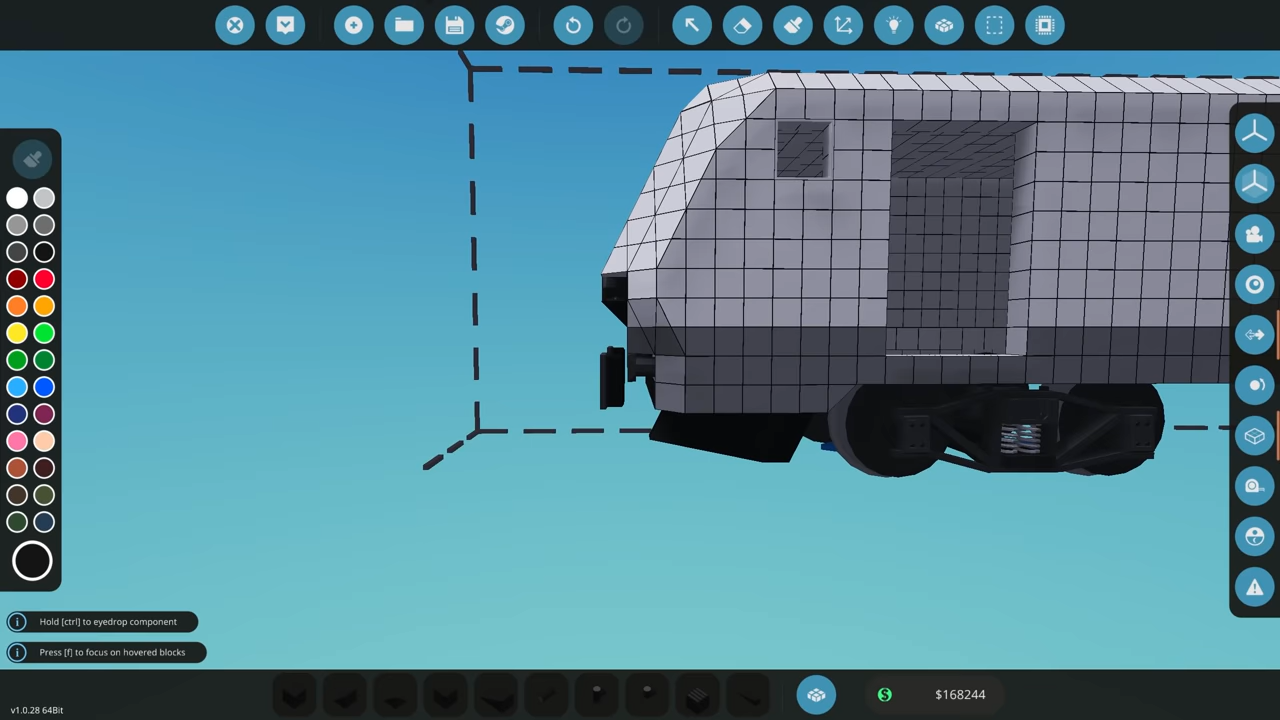 Hold [ctrl] to eyedrop component
Press [f] to focus on hovered blocks
$168244
v1.0.28 64Bit